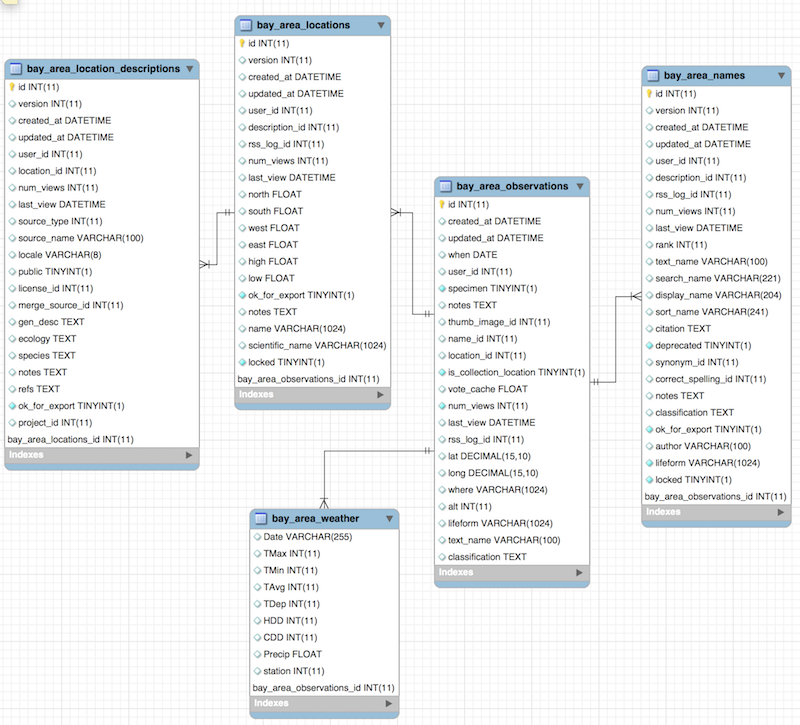 bay_area_location_descriptions
id INT(11)
version INT(11)
created_at DATETIME
updated_at DATETIME
user_id INT(11)
location_id INT(11)
num_views INT(11)
last_view DATETIME
source_type INT(11)
source_name VARCHAR(100)
locale VARCHAR(8)
public TINYINT(1)
license_id INT(11)
merge_source_id INT(11)
gen_desc TEXT
ecology TEXT
species TEXT
notes TEXT
refs TEXT
ok_for_export TINYINT(1)
project_id INT(11)
bay_area_locations_id INT(11)
Indexes
bay_area_locations
id INT(11)
version INT(11)
created_at DATETIME
updated_at DATETIME
user_id INT(11)
description_id INT(11)
rss_log_id INT(11)
num_views INT(11)
last_view DATETIME
north FLOAT
south FLOAT
west FLOAT
east FLOAT
high FLOAT
low FLOAT
ok_for_export TINYINT(1)
notes TEXT
name VARCHAR(1024)
scientific_name VARCHAR(1024)
locked TINYINT(1)
bay_area_observations_id INT(11)
Indexes
bay_area_observations
id INT(11)
created_at DATETIME
updated_at DATETIME
when DATE
user_id INT(11)
specimen TINYINT(1)
notes TEXT
thumb_image_id INT(11)
name_id INT(11)
location_id INT(11)
is_collection_location TINYINT(1)
vote_cache FLOAT
num_views INT(11)
last_view DATETIME
rss_log_id INT(11)
lat DECIMAL(15,10)
long DECIMAL(15,10)
where VARCHAR(1024)
alt INT(11)
lifeform VARCHAR(1024)
text_name VARCHAR(100)
classification TEXT
Indexes
bay_area_names
id INT(11)
version INT(11)
created_at DATETIME
updated_at DATETIME
user_id INT(11)
description_id INT(11)
rss_log_id INT(11)
num_views INT(11)
last_view DATETIME
rank INT(11)
text_name VARCHAR(100)
search_name VARCHAR(221)
display_name VARCHAR(204)
sort_name VARCHAR(241)
citation TEXT
deprecated TINYINT(1)
synonym_id INT(11)
correct_spelling_id INT(11)
notes TEXT
classification TEXT
ok_for_export TINYINT(1)
author VARCHAR(100)
lifeform VARCHAR(1024)
locked TINYINT(1)
bay_area_observations_id INT(11)
Indexes
bay_area_weather
Date VARCHAR(255)
TMax INT(11)
TMin INT(11)
TAvg INT(11)
TDep INT(11)
HDD INT(11)
CDD INT(11)
Precip FLOAT
station INT(11)
bay_area_observations_id INT(11)
Indexes